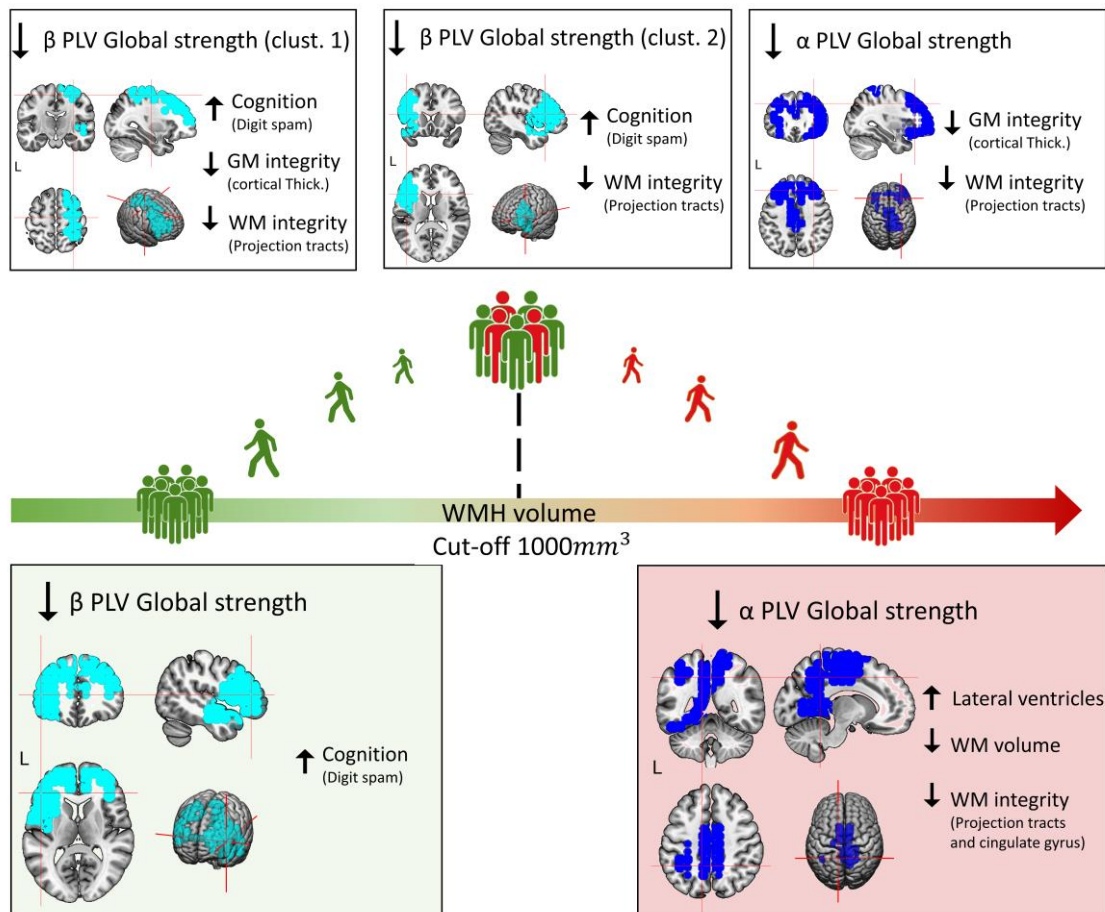 ↓ β PLV Global strength (clust. 1)
↑ Cognition
(Digit spam)
↓ GM integrity
(cortical Thick.)
↓ WM integrity
(Projection tracts)
L
↓ β PLV Global strength (clust. 2)
↑ Cognition
(Digit spam)
↓ WM integrity
(Projection tracts)
L
↓ α PLV Global strength
↓ GM integrity
(cortical Thick.)
↓ WM integrity
(Projection tracts)
L
WMH volume
Cut-off 1000mm³
↓ β PLV Global strength
↑ Cognition
(Digit spam)
L
↓ α PLV Global strength
↑ Lateral ventricles
↓ WM volume
↓ WM integrity
(Projection tracts
and cingulate gyrus)
L